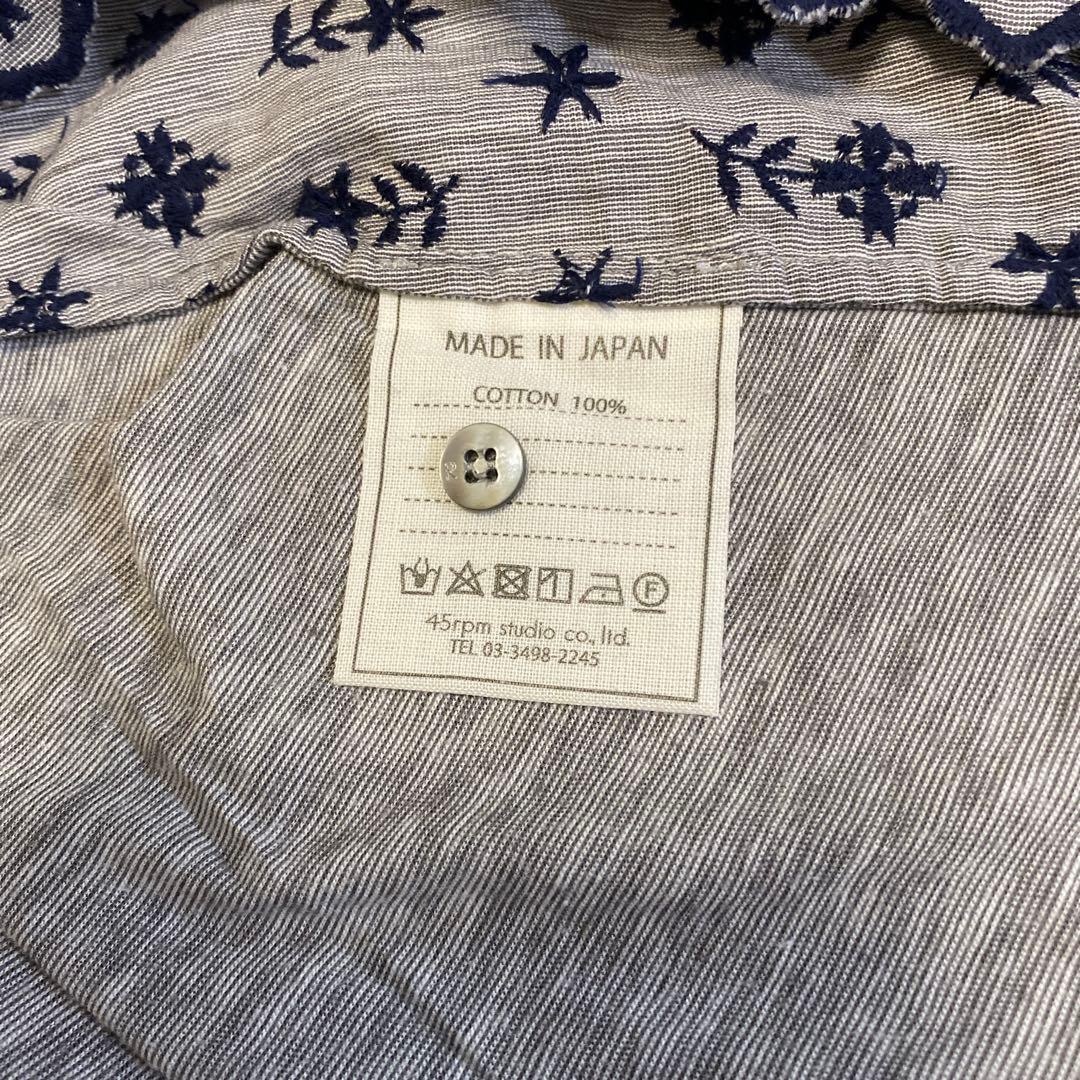 MADE IN JAPAN
COTTON 100%
F
45rpm studio co., ltd.
TEL 03-3498-2245